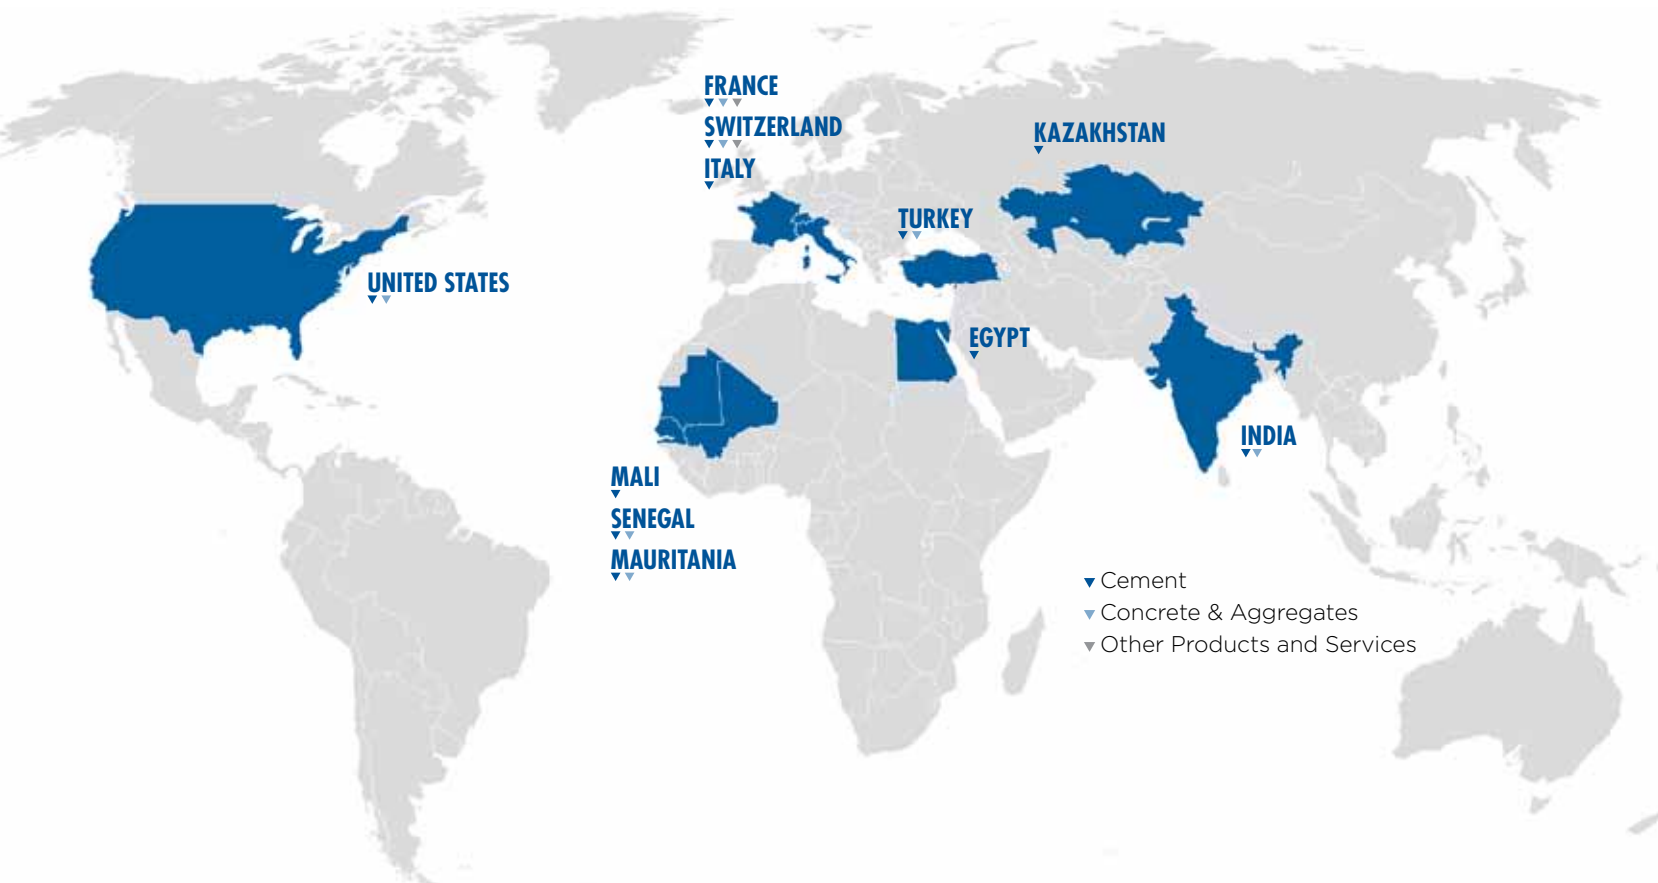 FRANCE
SWITZERLAND
ITALY
KAZAKHSTAN
TURKEY
UNITED STATES
EGYPT
INDIA
MALI
SENEGAL
MAURITANIA
Cement
Concrete & Aggregates
Other Products and Services